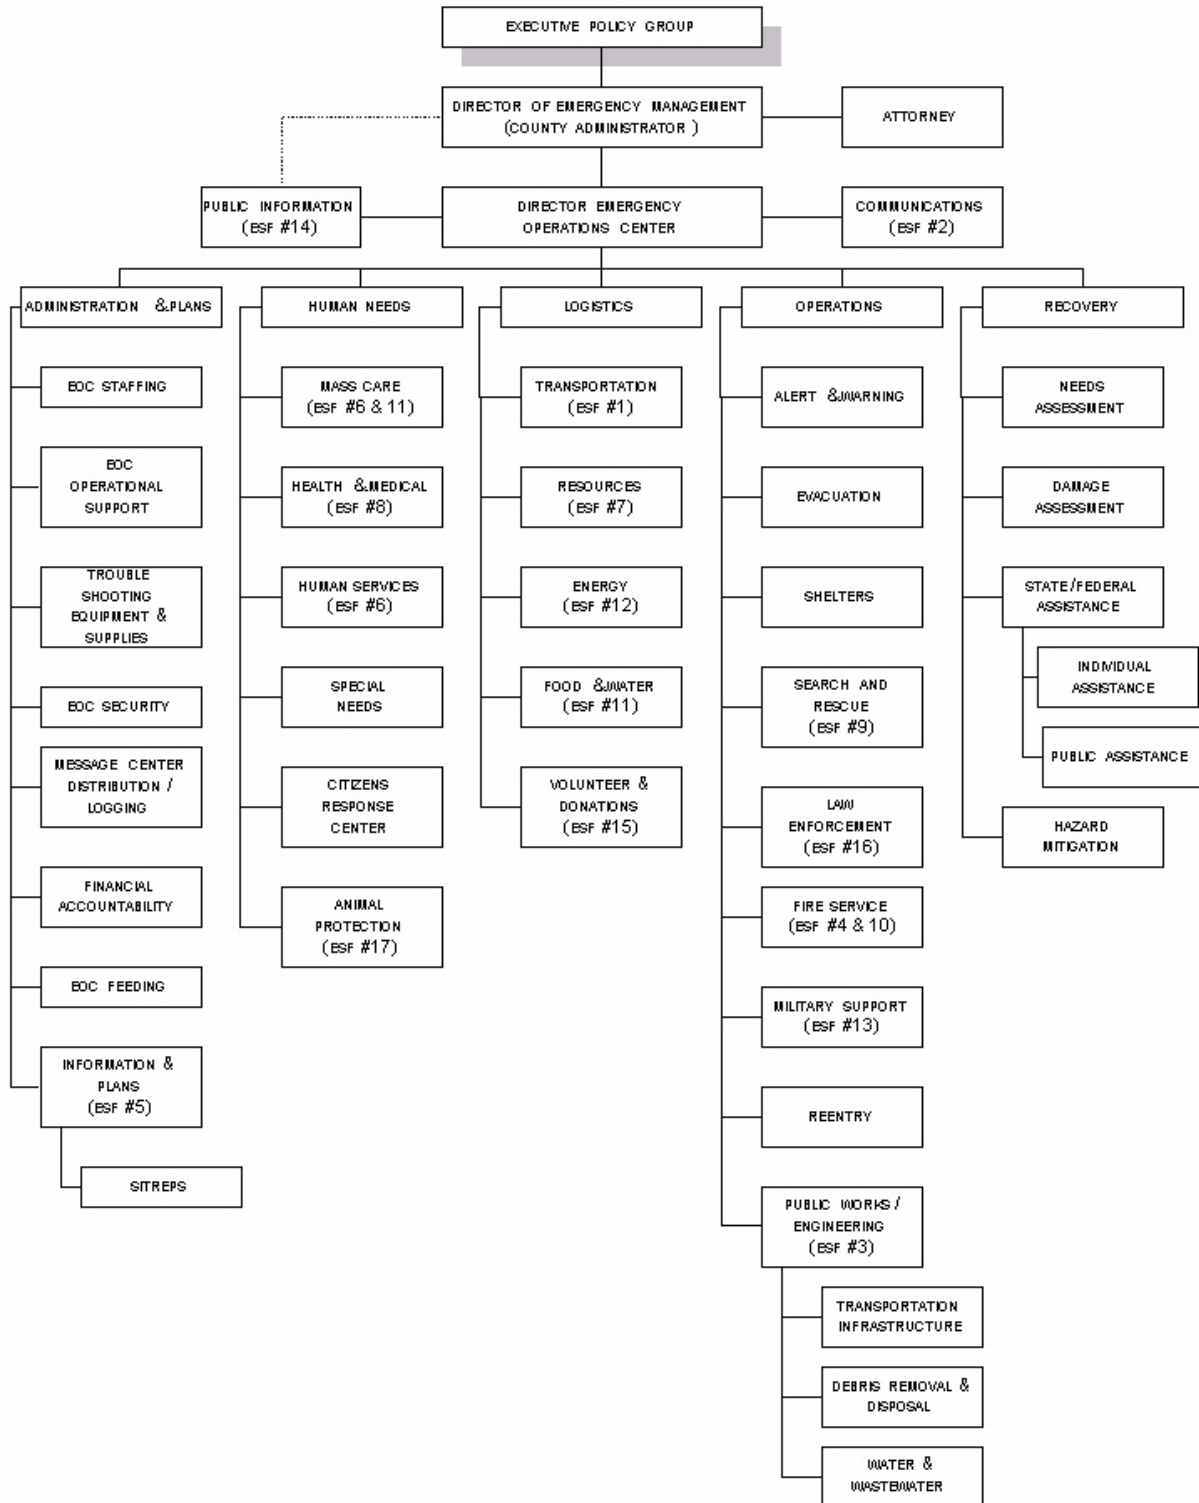 EXECUTIVE POLICY GROUP
DIRECTOR OF EMERGENCY MANAGEMENT
(COUNTY ADMINISTRATOR )
ATTORNEY
PUBLIC INFORMATION
(ESF #14)
DIRECTOR EMERGENCY
OPERATIONS CENTER
COMMUNICATIONS
(ESF #2)
ADMINISTRATION & PLANS
EOC STAFFING
EOC
OPERATIONAL
SUPPORT
TROUBLE
SHOOTING
EQUIPMENT &
SUPPLIES
EOC SECURITY
MESSAGE CENTER
DISTRIBUTION /
LOGGING
FINANCIAL
ACCOUNTABILITY
EOC FEEDING
INFORMATION &
PLANS
(ESF #5)
SITREPS
HUMAN NEEDS
MASS CARE
(ESF #6 & 11)
HEALTH & MEDICAL
(ESF #8)
HUMAN SERVICES
(ESF #6)
SPECIAL
NEEDS
CITIZENS
RESPONSE
CENTER
ANIMAL
PROTECTION
(ESF #17)
LOGISTICS
TRANSPORTATION
(ESF #1)
RESOURCES
(ESF #7)
ENERGY
(ESF #12)
FOOD & WATER
(ESF #11)
VOLUNTEER &
DONATIONS
(ESF #15)
OPERATIONS
ALERT & WARNING
EVACUATION
SHELTERS
SEARCH AND
RESCUE
(ESF #9)
LAW
ENFORCEMENT
(ESF #16)
FIRE SERVICE
(ESF #4 & 10)
MILITARY SUPPORT
(ESF #13)
REENTRY
PUBLIC WORKS /
ENGINEERING
(ESF #3)
TRANSPORTATION
INFRASTRUCTURE
DEBRIS REMOVAL &
DISPOSAL
WATER &
WASTEWATER
RECOVERY
NEEDS
ASSESSMENT
DAMAGE
ASSESSMENT
STATE/FEDERAL
ASSISTANCE
INDIVIDUAL
ASSISTANCE
PUBLIC ASSISTANCE
HAZARD
MITIGATION